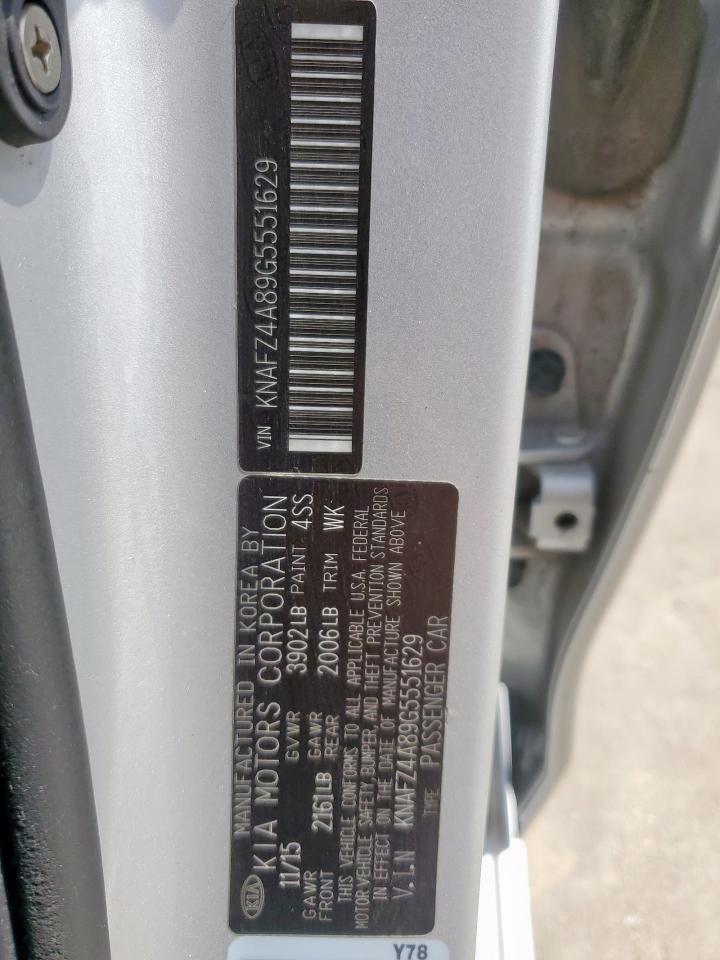 VIN KNAFZ4A89G5551629
MANUFACTURED IN KOREA BY
KIA KIA MOTORS CORPORATION
11/15 GVWR 3902LB PAINT 4SS
GAWR FRONT 2161LB GAWR REAR 2006LB TRIM WK
THIS VEHICLE CONFORMS TO ALL APPLICABLE U.S.A. FEDERAL
MOTOR VEHICLE SAFETY, BUMPER, AND THEFT PREVENTION STANDARDS
IN EFFECT ON THE DATE OF MANUFACTURE SHOWN ABOVE
V.I.N KNAFZ4A89G5551629
TYPE PASSENGER CAR
Y78